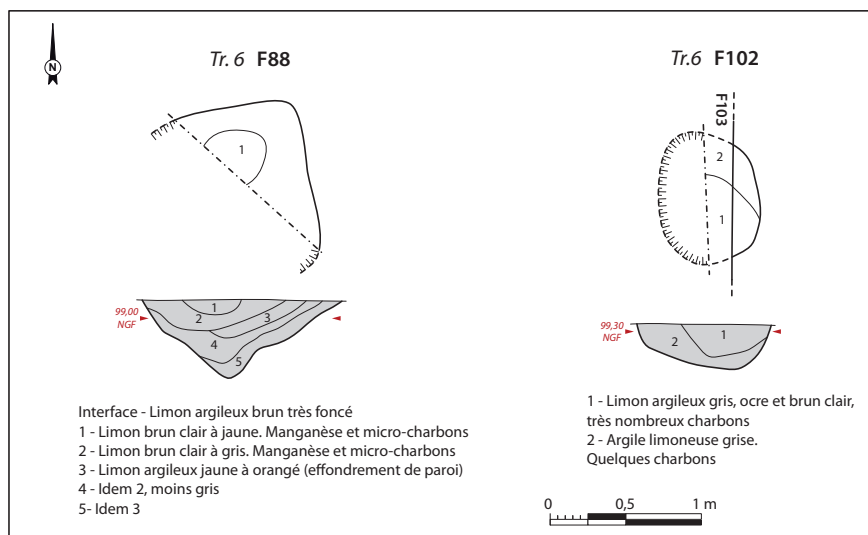 N
Tr. 6 F88
1
99,00
NGF
1
2
3
4
5
Interface - Limon argileux brun très foncé
1 - Limon brun clair à jaune. Manganèse et micro-charbons
2 - Limon brun clair à gris. Manganèse et micro-charbons
3 - Limon argileux jaune à orangé (effondrement de paroi)
4 - Idem 2, moins gris
5- Idem 3
Tr.6 F102
F103
2
1
99,30
NGF
1
2
1 - Limon argileux gris, ocre et brun clair,
très nombreux charbons
2 - Argile limoneuse grise.
Quelques charbons
0 0,5 1 m